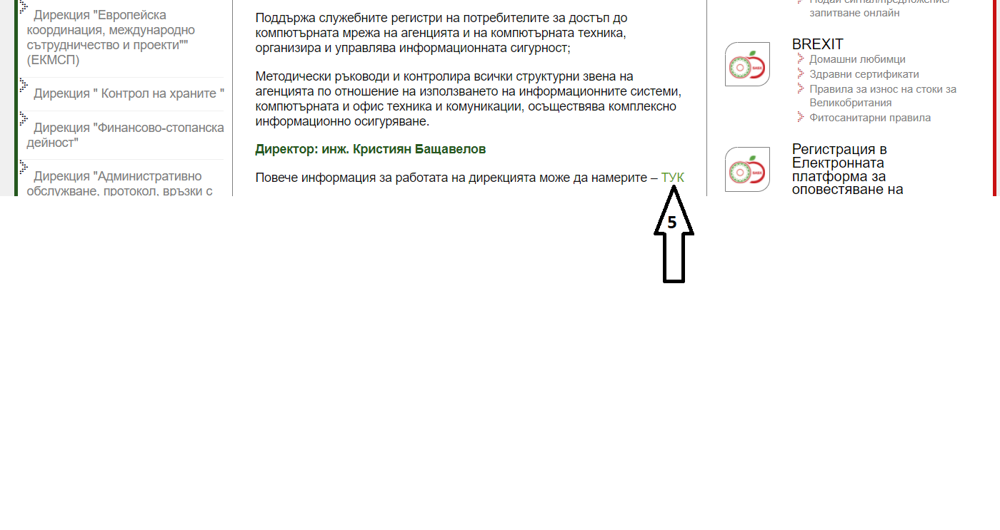 Дирекция "Европейска
координация, международно
сътрудничество и проекти""
(ЕКМСП)
Дирекция " Контрол на храните "
Дирекция "Финансово-стопанска
дейност"
Дирекция "Административно
обслужване, протокол, връзки с
Поддържа служебните регистри на потребителите за достъп до
компютърната мрежа на агенцията и на компютърната техника,
организира и управлява информационната сигурност;
Методически ръководи и контролира всички структурни звена на
агенцията по отношение на използването на информационните системи,
компютърната и офис техника и комуникации, осъществява комплексно
информационно осигуряване.
Директор: инж. Кристиян Бащавелов
Повече информация за работата на дирекцията може да намерите – ТУК
5
Подай сигнал/предложение/
запитване онлайн
BREXIT
Домашни любимци
Здравни сертификати
Правила за износ на стоки за
Великобритания
Фитосанитарни правила
Регистрация в
Електронната
платформа за
оповестяване на